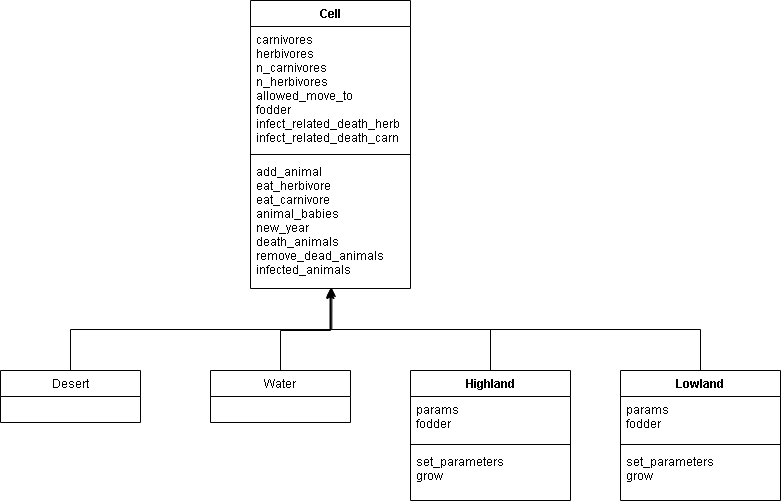 Cell
carnivores
herbivores
n_carnivores
n_herbivores
allowed_move_to
fodder
infect_related_death_herb
infect_related_death_carn
add_animal
eat_herbivore
eat_carnivore
animal_babies
new_year
death_animals
remove_dead_animals
infected_animals
Desert
Water
Highland
params
fodder
set_parameters
grow
Lowland
params
fodder
set_parameters
grow